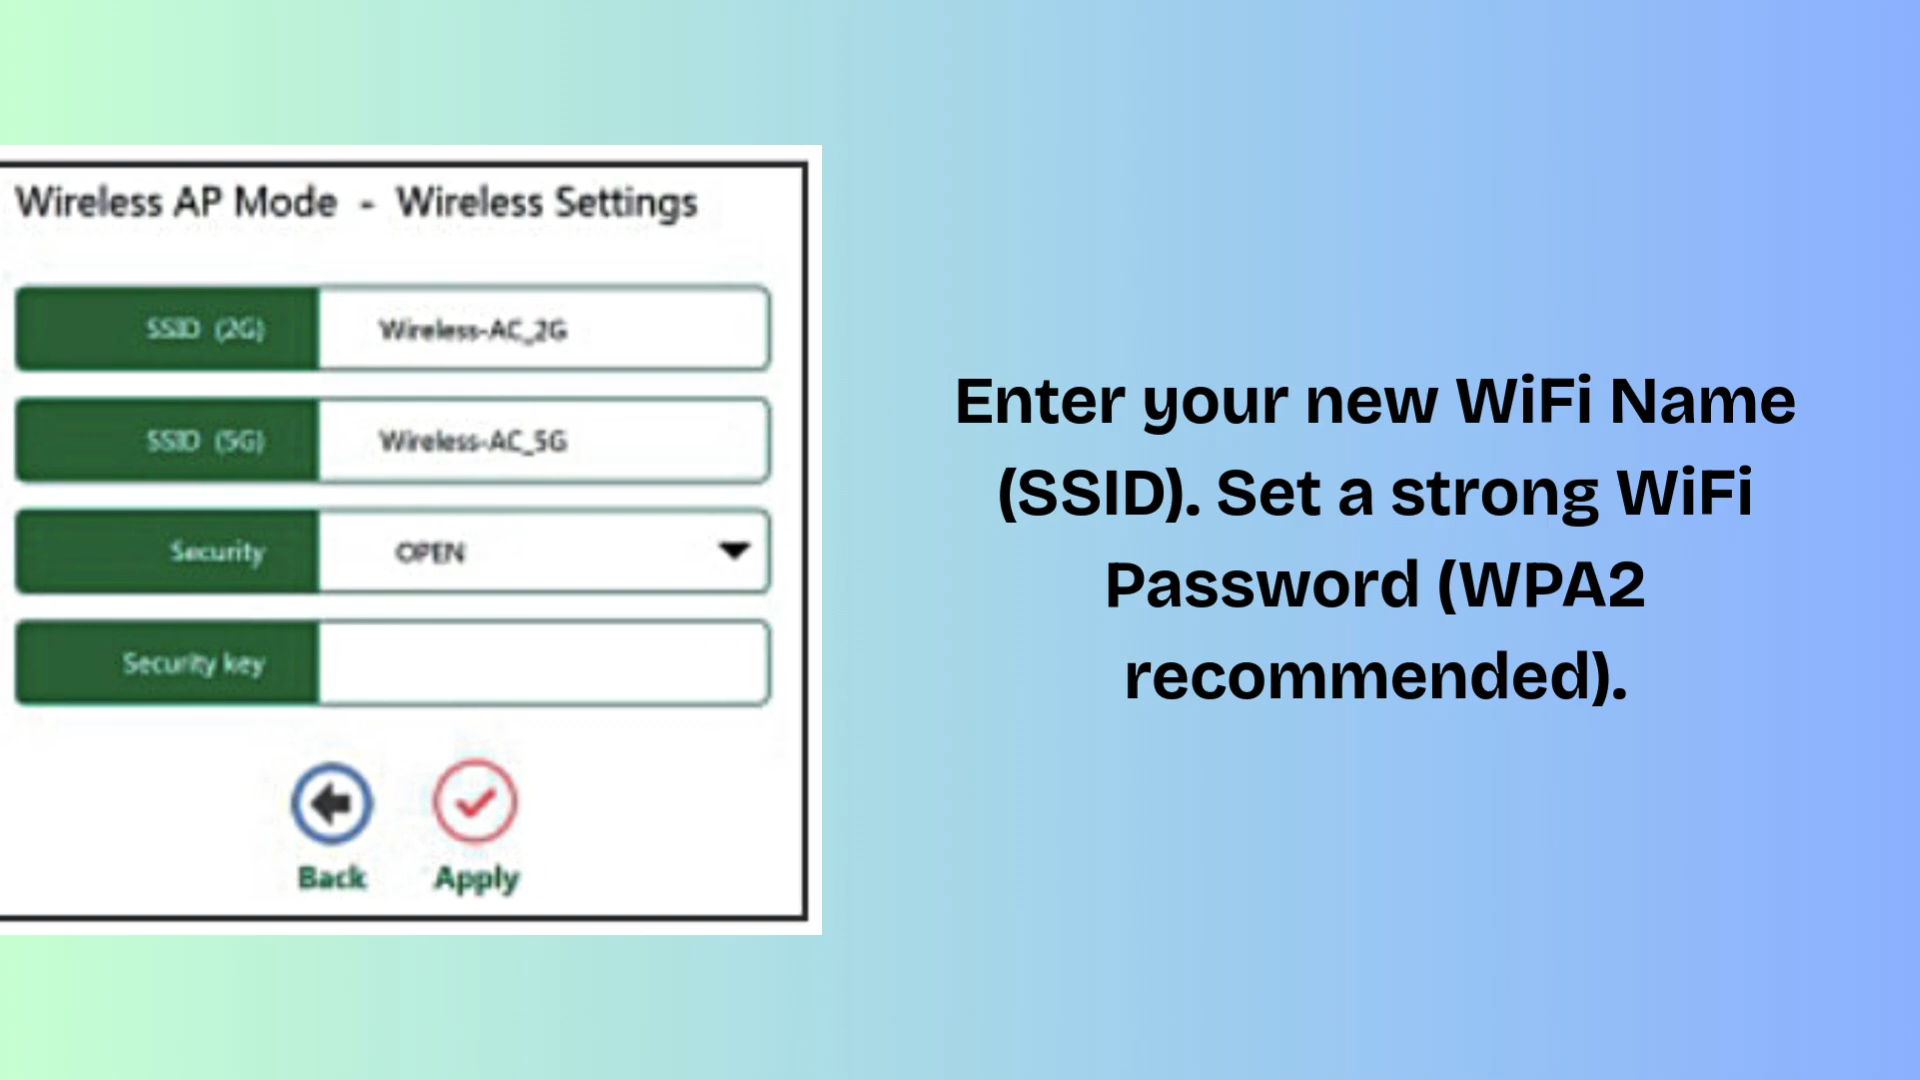 Wireless AP Mode - Wireless Settings
SSID (2G) Wireless-AC_2G
SSID (5G) Wireless-AC_5G
Security OPEN
Security key
Back Apply
Enter your new WiFi Name
(SSID). Set a strong WiFi
Password (WPA2
recommended).